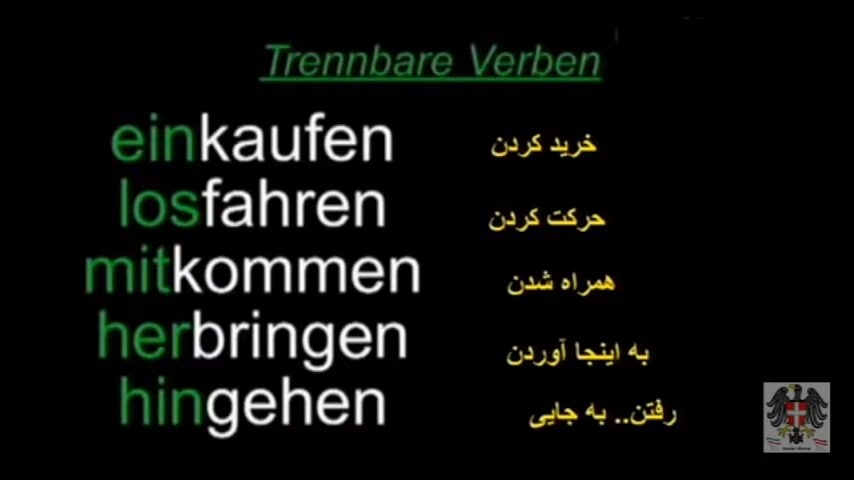 Trennbare Verben
einkaufen خرید کردن
losfahren حرکت کردن
mitkommen همراه شدن
herbringen به اینجا آوردن
hingehen رفتن.. به جایی